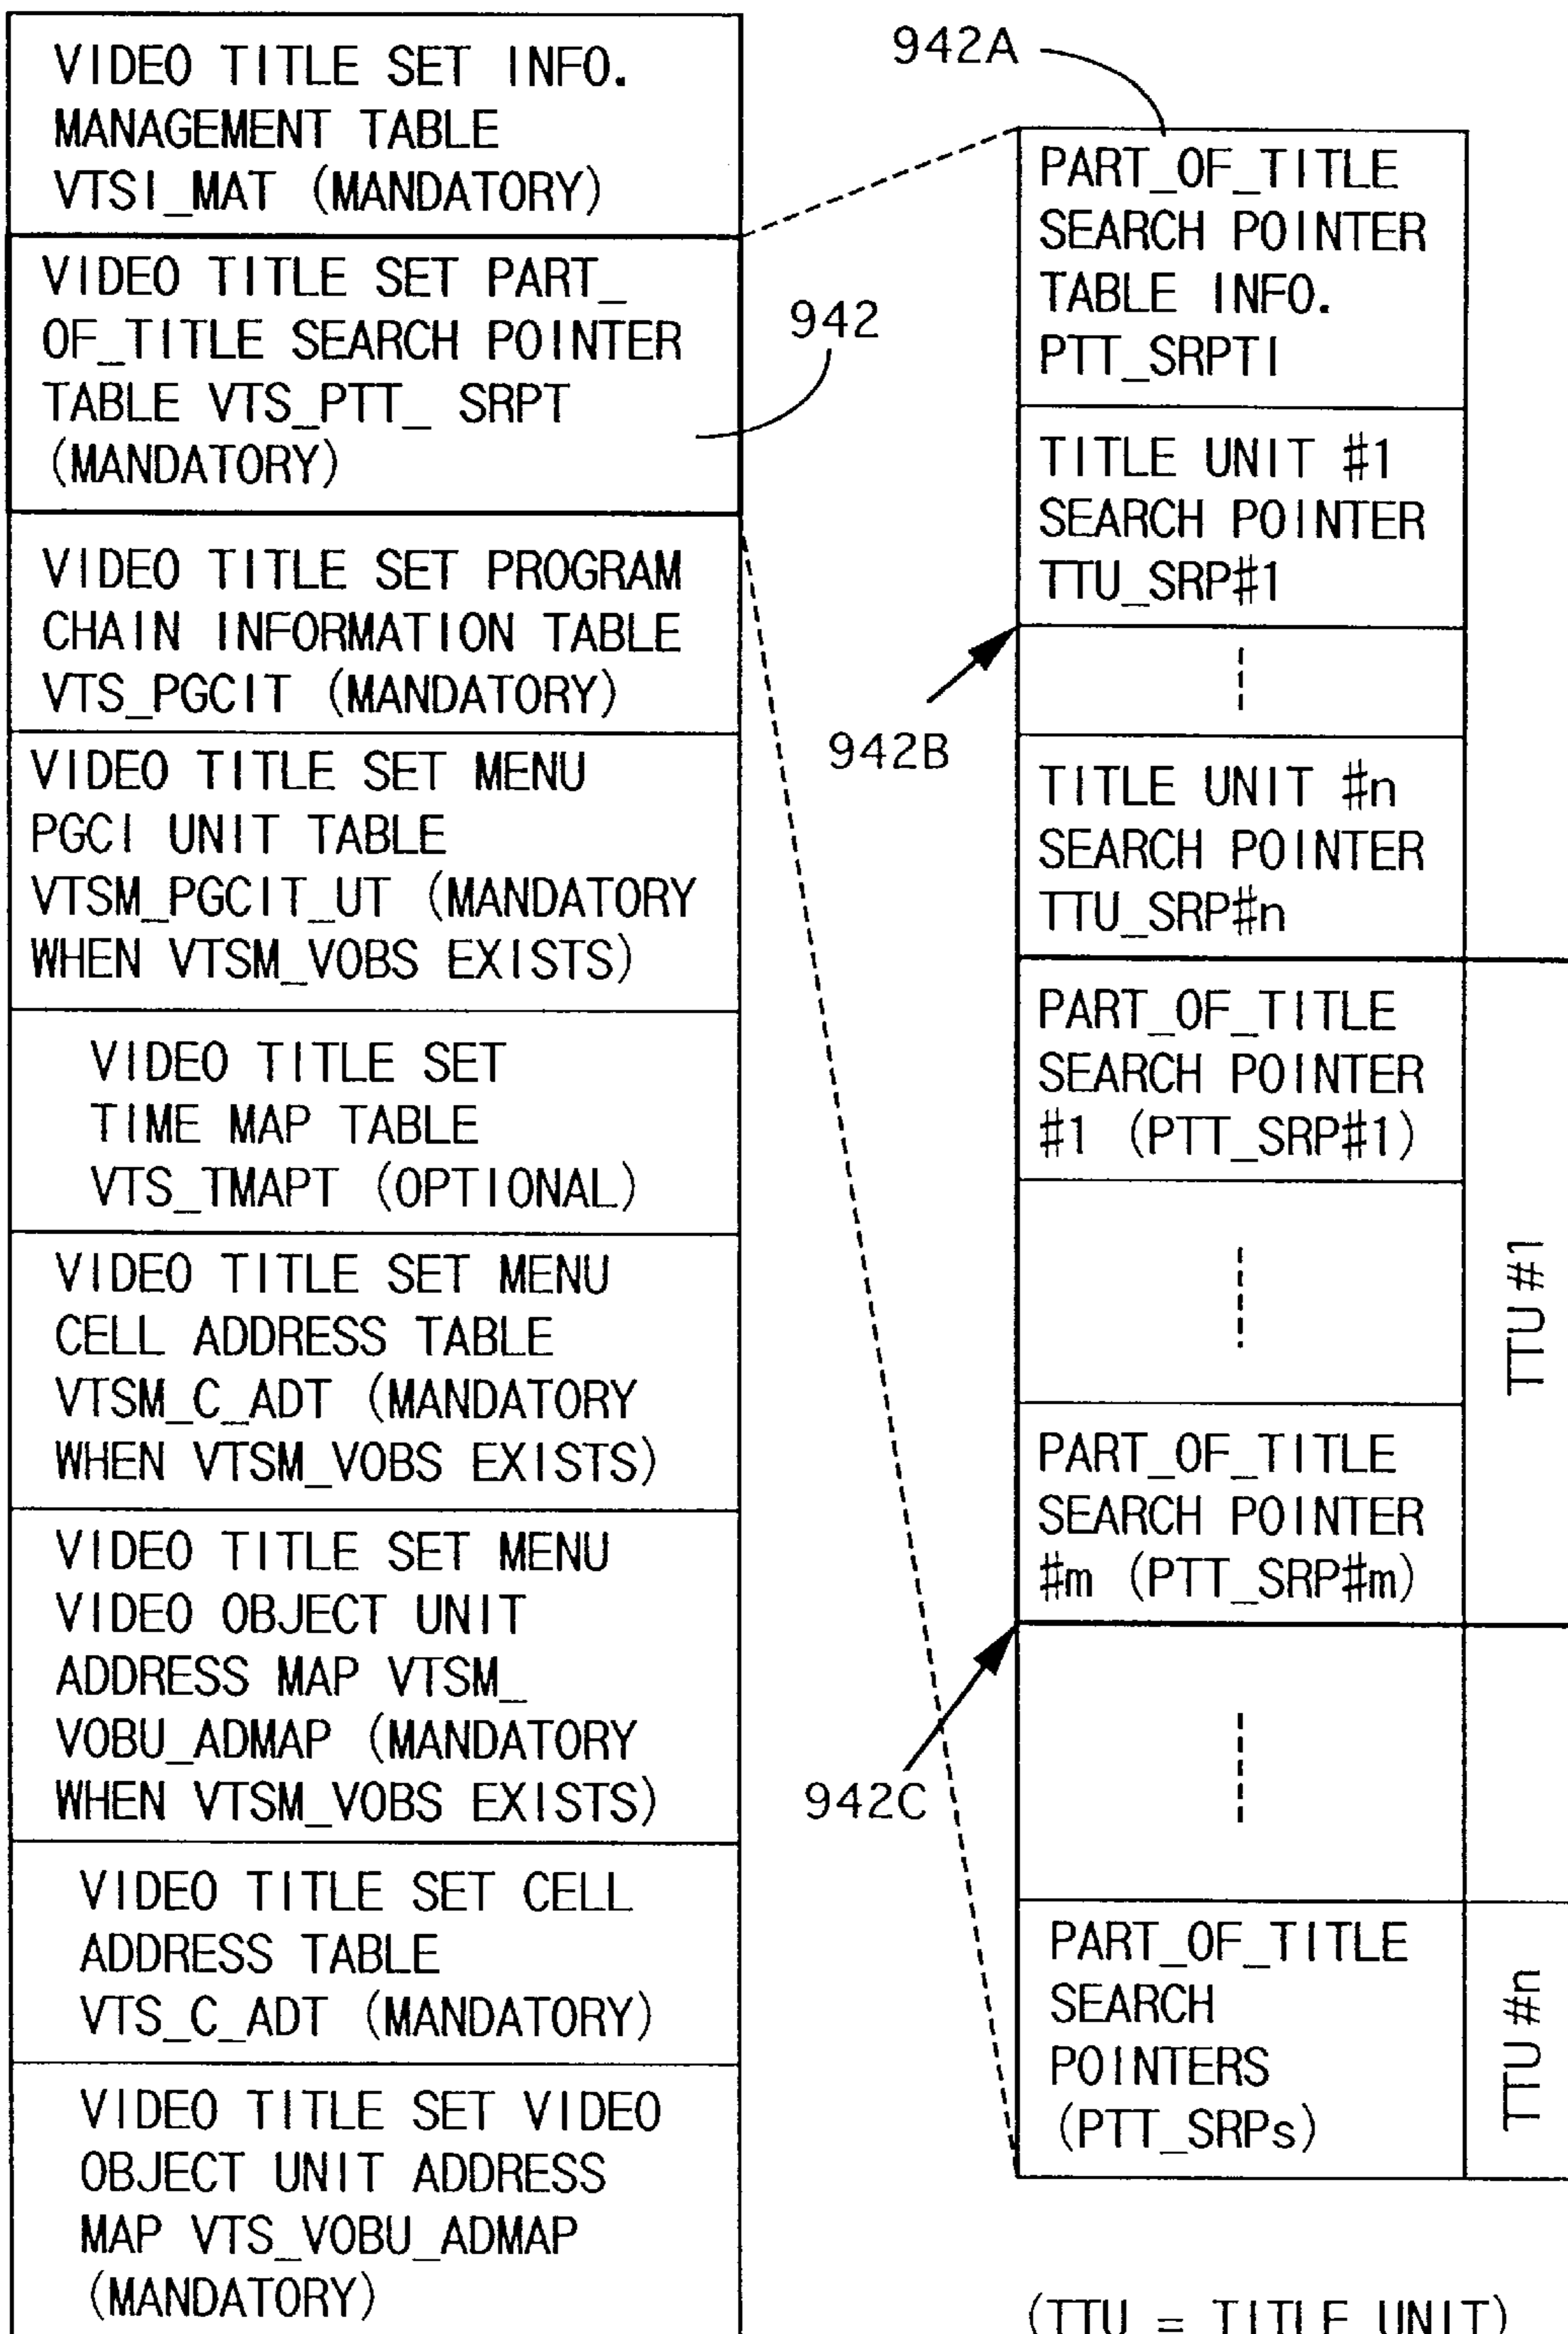 VIDEO TITLE SET INFO.
MANAGEMENT TABLE
VTSI_MAT (MANDATORY)
VIDEO TITLE SET PART_
OF_TITLE SEARCH POINTER
TABLE VTS_PTT_ SRPT
(MANDATORY)
VIDEO TITLE SET PROGRAM
CHAIN INFORMATION TABLE
VTS_PGCIT (MANDATORY)
VIDEO TITLE SET MENU
PGCI UNIT TABLE
VTSM_PGCIT_UT (MANDATORY
WHEN VTSM_VOBS EXISTS)
VIDEO TITLE SET
TIME MAP TABLE
VTS_TMAPT (OPTIONAL)
VIDEO TITLE SET MENU
CELL ADDRESS TABLE
VTSM_C_ADT (MANDATORY
WHEN VTSM_VOBS EXISTS)
VIDEO TITLE SET MENU
VIDEO OBJECT UNIT
ADDRESS MAP VTSM_
VOBU_ADMAP (MANDATORY
WHEN VTSM_VOBS EXISTS)
VIDEO TITLE SET CELL
ADDRESS TABLE
VTS_C_ADT (MANDATORY)
VIDEO TITLE SET VIDEO
OBJECT UNIT ADDRESS
MAP VTS_VOBU_ADMAP
(MANDATORY)
942
942A
942B
942C
PART_OF_TITLE
SEARCH POINTER
TABLE INFO.
PTT_SRPTI
TITLE UNIT #1
SEARCH POINTER
TTU_SRP#1
TITLE UNIT #n
SEARCH POINTER
TTU_SRP#n
PART_OF_TITLE
SEARCH POINTER
#1 (PTT_SRP#1)
PART_OF_TITLE
SEARCH POINTER
#m (PTT_SRP#m)
TTU #1
PART_OF_TITLE
SEARCH
POINTERS
(PTT_SRPs)
TTU #n
(TTU = TITLE UNIT)